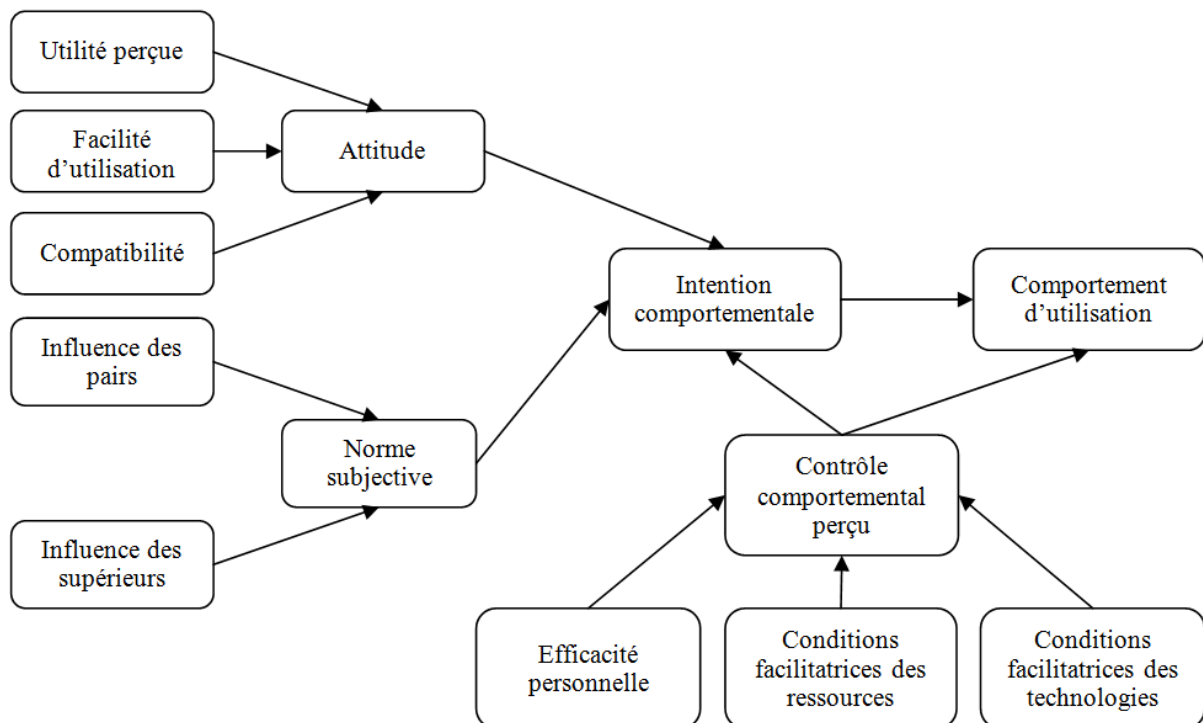 Utilité perçue
Facilité
d'utilisation
Attitude
Compatibilité
Intention
comportementale
Comportement
d'utilisation
Influence des
pairs
Norme
subjective
Contrôle
comportemental
perçu
Influence des
supérieurs
Efficacité
personnelle
Conditions
facilitatrices des
ressources
Conditions
facilitatrices des
technologies